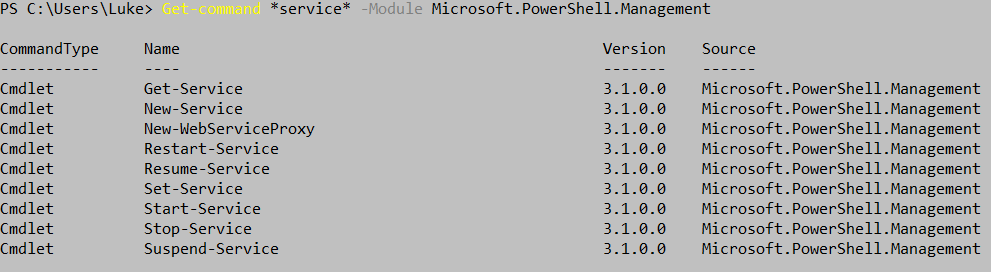 PS C:\Users\Luke> Get-command *service* -Module Microsoft.PowerShell.Management
CommandType     Name                                               Version    Source
-----------     ----                                               -------    ------
Cmdlet          Get-Service                                        3.1.0.0    Microsoft.PowerShell.Management
Cmdlet          New-Service                                        3.1.0.0    Microsoft.PowerShell.Management
Cmdlet          New-WebServiceProxy                                3.1.0.0    Microsoft.PowerShell.Management
Cmdlet          Restart-Service                                    3.1.0.0    Microsoft.PowerShell.Management
Cmdlet          Resume-Service                                     3.1.0.0    Microsoft.PowerShell.Management
Cmdlet          Set-Service                                        3.1.0.0    Microsoft.PowerShell.Management
Cmdlet          Start-Service                                      3.1.0.0    Microsoft.PowerShell.Management
Cmdlet          Stop-Service                                       3.1.0.0    Microsoft.PowerShell.Management
Cmdlet          Suspend-Service                                    3.1.0.0    Microsoft.PowerShell.Management